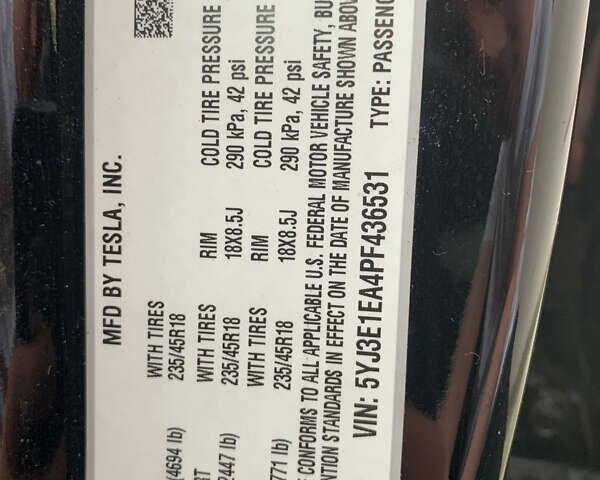 MFD BY TESLA, INC.
(4694 lb) WITH TIRES
235/45R18
RT WITH TIRES RIM COLD TIRE PRESSURE
2447 lb) 235/45R18 18X8.5J 290 kPa, 42 psi
WITH TIRES RIM COLD TIRE PRESSURE
771 lb) 235/45R18 18X8.5J 290 kPa, 42 psi
CONFORMS TO ALL APPLICABLE U.S. FEDERAL MOTOR VEHICLE SAFETY, BU
NTION STANDARDS IN EFFECT ON THE DATE OF MANUFACTURE SHOWN ABOV
VIN: 5YJ3E1EA4PF436531 TYPE: PASSENG